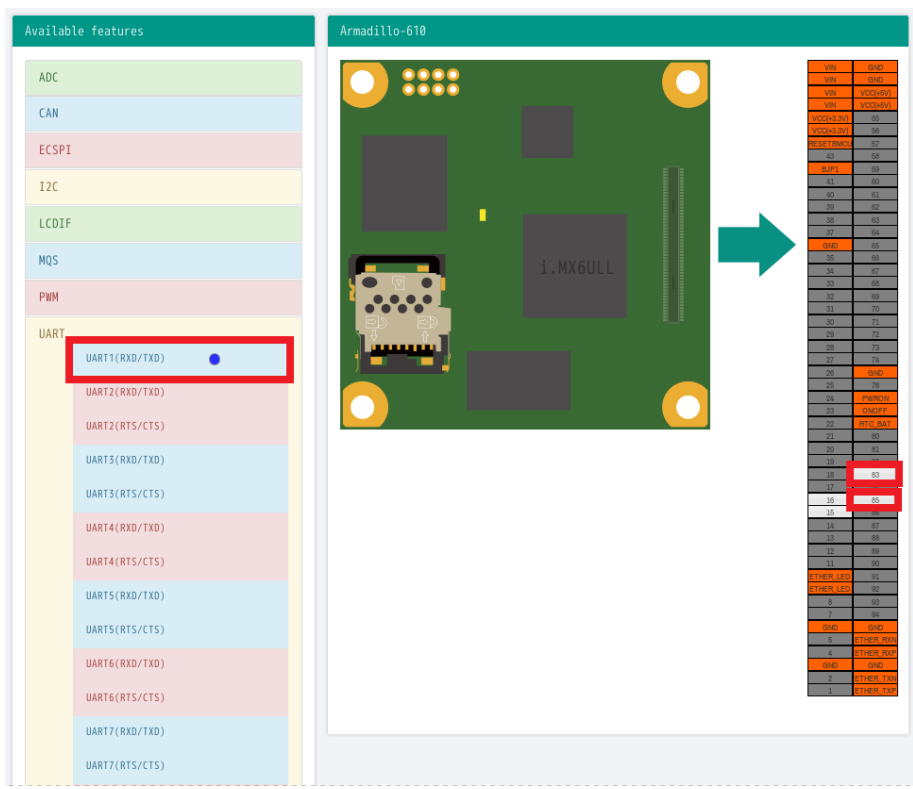 Available features
ADC
CAN
ECSPI
I2C
LCDIF
MQS
PWM
UART
UART1(RXD/TXD)
UART2(RXD/TXD)
UART2(RTS/CTS)
UART3(RXD/TXD)
UART3(RTS/CTS)
UART4(RXD/TXD)
UART4(RTS/CTS)
UART5(RXD/TXD)
UART5(RTS/CTS)
UART6(RXD/TXD)
UART6(RTS/CTS)
UART7(RXD/TXD)
UART7(RTS/CTS)
Armadillo-610
i.MX6ULL
VIN GND
VIN GND
VIN VCC(+5V)
VIN VCC(+5V)
VCC(+3.3V) 55
VCC(+3.3V) 56
RESETBMCU 57
43 58
BJP1 59
41 60
40 61
39 62
38 63
37 64
GND 65
35 66
34 67
33 68
32 69
31 70
30 71
29 72
28 73
27 74
26 GND
25 76
24 PWRON
23 ONOFF
22 RTC_BAT
21 80
20 81
19
18 83
17
16 85
15
14 87
13 88
12 89
11 90
ETHER_LED 91
ETHER_LED 92
8 93
7 94
GND GND
5 ETHER_RXN
4 ETHER_RXP
GND GND
2 ETHER_TXN
1 ETHER_TXP